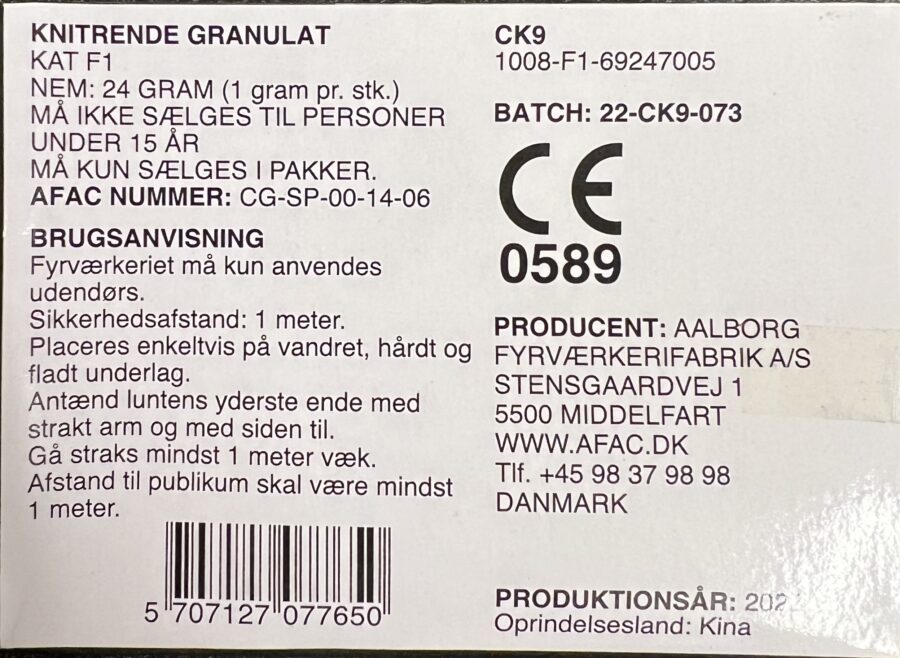 KNITRENDE GRANULAT
KAT F1
NEM: 24 GRAM (1 gram pr. stk.)
MÅ IKKE SÆLGES TIL PERSONER
UNDER 15 ÅR
MÅ KUN SÆLGES I PAKKER.
AFAC NUMMER: CG-SP-00-14-06
BRUGSANVISNING
Fyrværkeriet må kun anvendes
udendørs.
Sikkerhedsafstand: 1 meter.
Placeres enkeltvis på vandret, hårdt og
fladt underlag.
Antænd luntens yderste ende med
strakt arm og med siden til.
Gå straks mindst 1 meter væk.
Afstand til publikum skal være mindst
1 meter.
5 707127 077650
CK9
1008-F1-69247005
BATCH: 22-CK9-073
CE
0589
PRODUCENT: AALBORG
FYRVÆRKERIFABRIK A/S
STENSGAARDVEJ 1
5500 MIDDELFART
WWW.AFAC.DK
Tlf. +45 98 37 98 98
DANMARK
PRODUKTIONSÅR:
Oprindelsesland: Kina